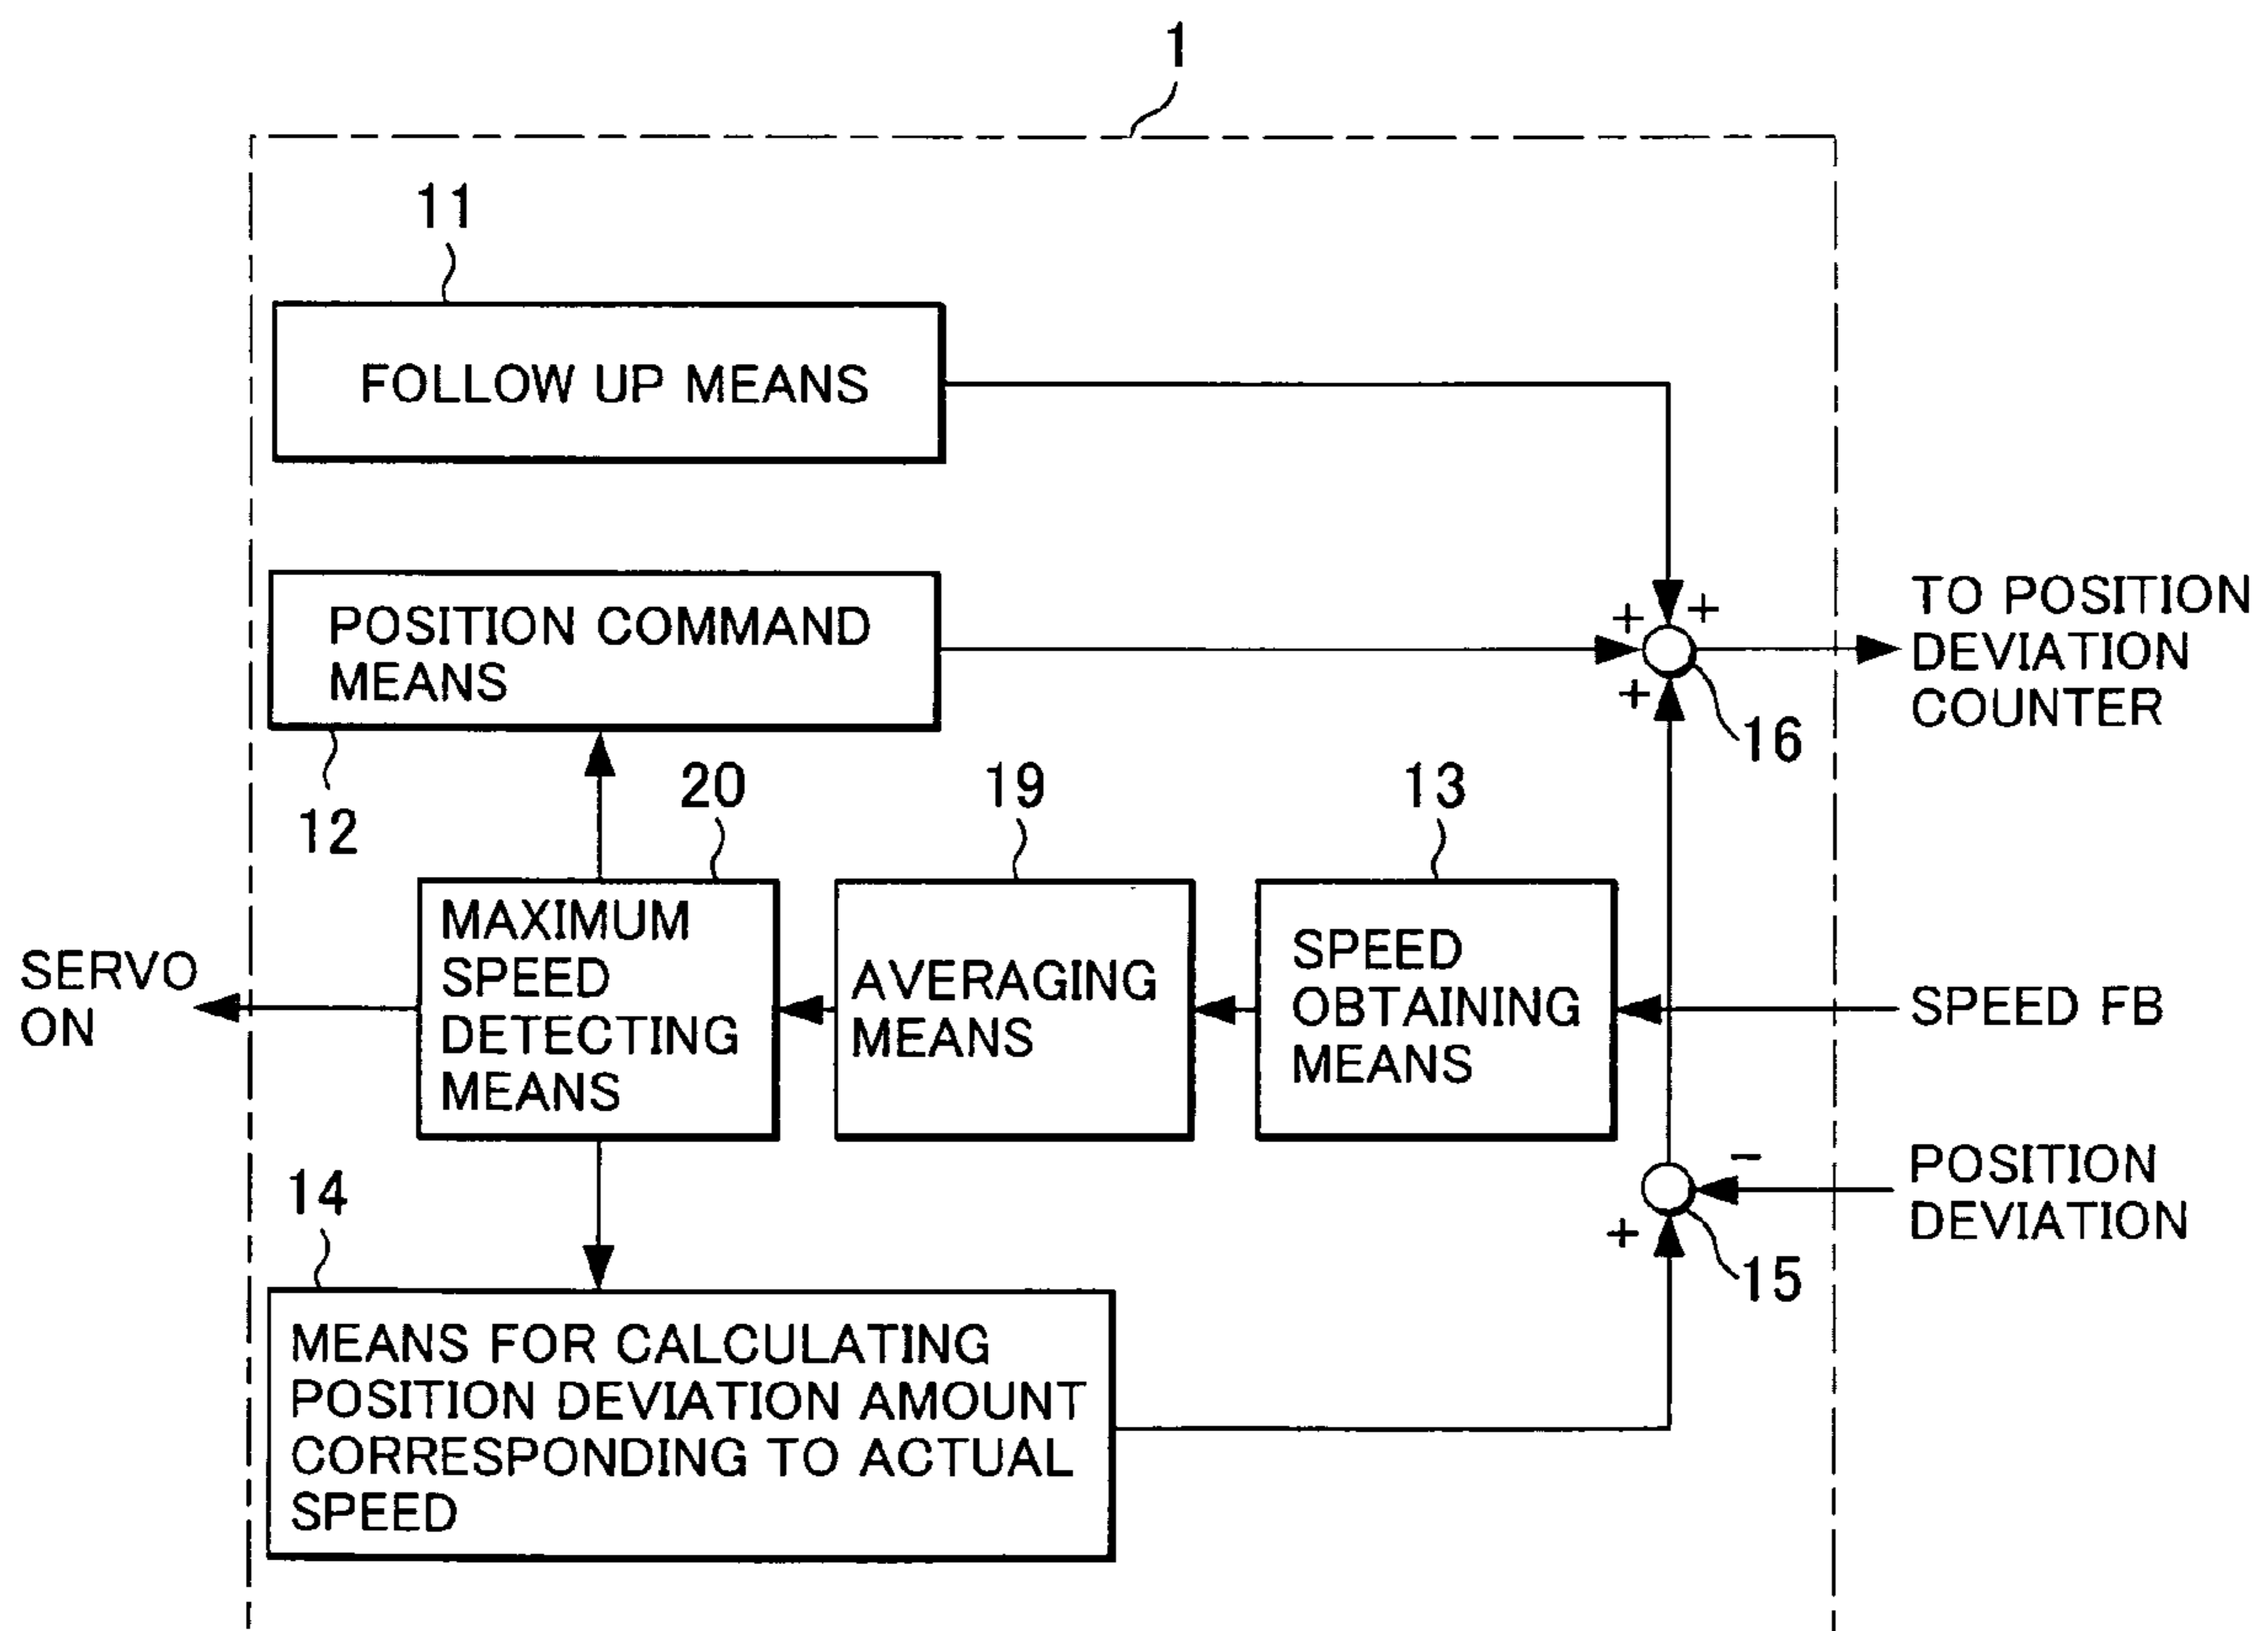 1
11
FOLLOW UP MEANS
POSITION COMMAND
MEANS
12
+
+
+
16
TO POSITION
DEVIATION
COUNTER
20
19
13
SERVO
ON
MAXIMUM
SPEED
DETECTING
MEANS
AVERAGING
MEANS
SPEED
OBTAINING
MEANS
SPEED FB
-
+
15
POSITION
DEVIATION
14
MEANS FOR CALCULATING
POSITION DEVIATION AMOUNT
CORRESPONDING TO ACTUAL
SPEED